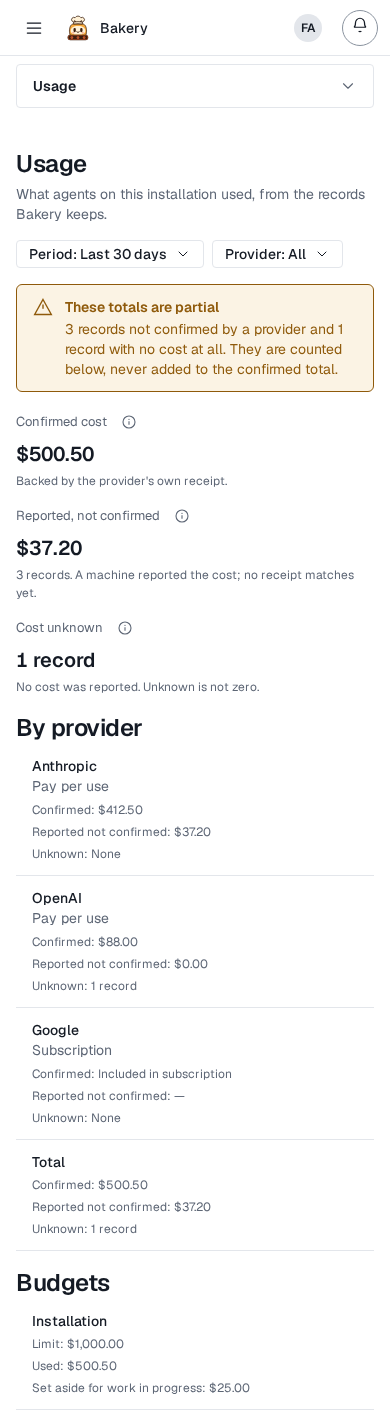 Bakery
FA
Usage
Usage
What agents on this installation used, from the records
Bakery keeps.
Period: Last 30 days
Provider: All
These totals are partial
3 records not confirmed by a provider and 1
record with no cost at all. They are counted
below, never added to the confirmed total.
Confirmed cost
$500.50
Backed by the provider's own receipt.
Reported, not confirmed
$37.20
3 records. A machine reported the cost; no receipt matches
yet.
Cost unknown
1 record
No cost was reported. Unknown is not zero.
By provider
Anthropic
Pay per use
Confirmed: $412.50
Reported not confirmed: $37.20
Unknown: None
OpenAI
Pay per use
Confirmed: $88.00
Reported not confirmed: $0.00
Unknown: 1 record
Google
Subscription
Confirmed: Included in subscription
Reported not confirmed: —
Unknown: None
Total
Confirmed: $500.50
Reported not confirmed: $37.20
Unknown: 1 record
Budgets
Installation
Limit: $1,000.00
Used: $500.50
Set aside for work in progress: $25.00